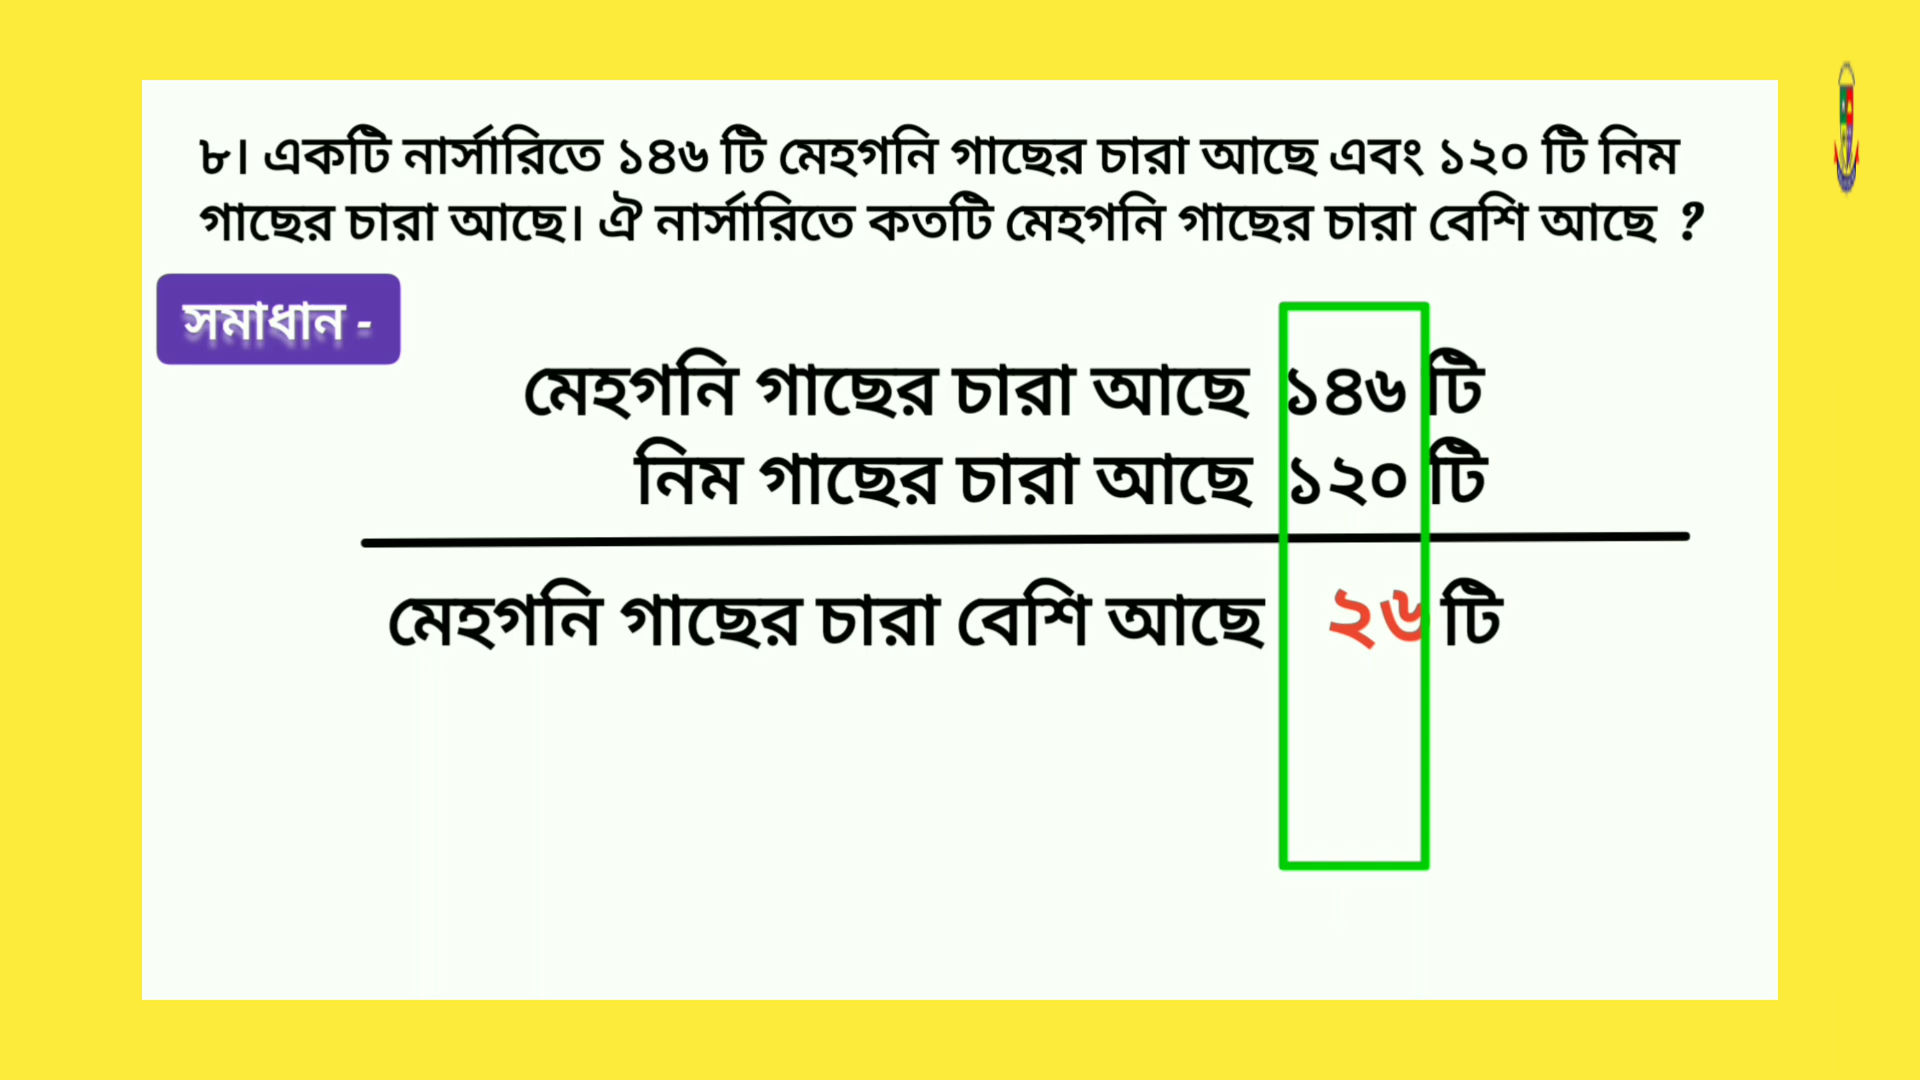 ৮। একটি নার্সারিতে ১৪৬ টি মেহগনি গাছের চারা আছে এবং ১২০ টি নিম
গাছের চারা আছে। ঐ নার্সারিতে কতটি মেহগনি গাছের চারা বেশি আছে ?
সমাধান -
মেহগনি গাছের চারা আছে ১৪৬ টি
নিম গাছের চারা আছে ১২০ টি
মেহগনি গাছের চারা বেশি আছে ২৬ টি